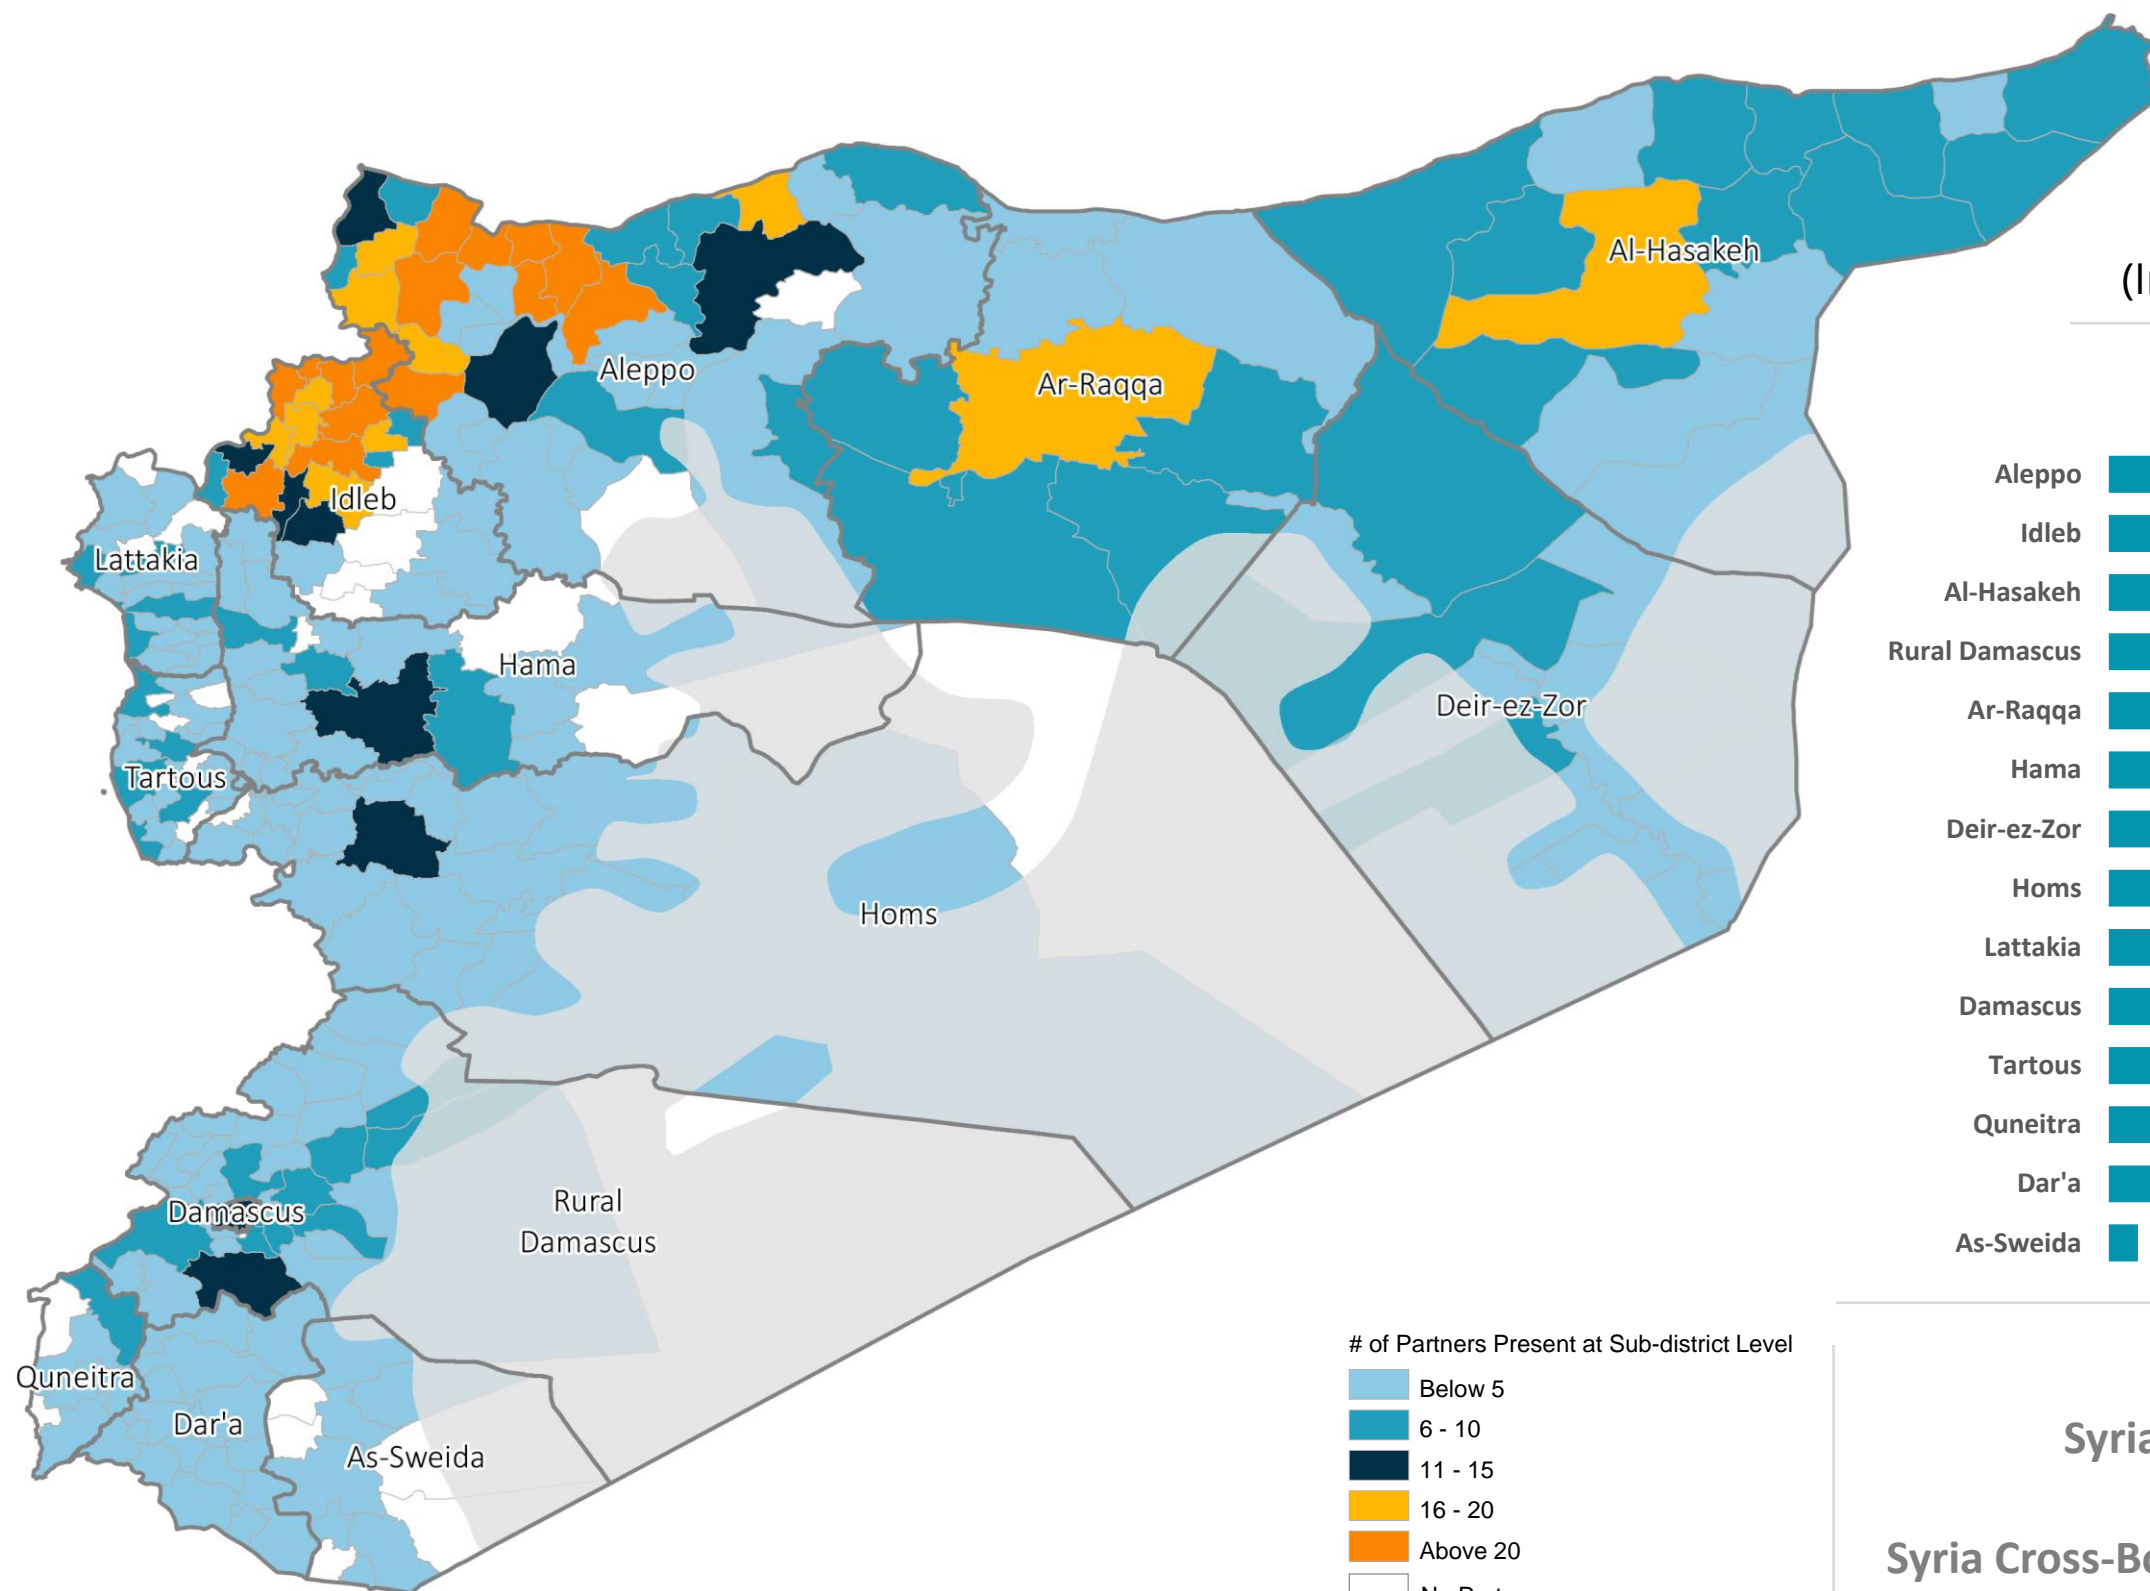 Al-Hasakeh
Aleppo
Ar-Raqqa
Idleb
Lattakia
Hama
Deir-ez-Zor
Tartous
Homs
Damascus
Rural
Damascus
Quneitra
Dar'a
As-Sweida
Aleppo
Idleb
Al-Hasakeh
Rural Damascus
Ar-Raqqa
Hama
Deir-ez-Zor
Homs
Lattakia
Damascus
Tartous
Quneitra
Dar'a
As-Sweida
# of Partners Present at Sub-district Level
Below 5
6 - 10
11 - 15
16 - 20
Above 20
No
Syria
Syria